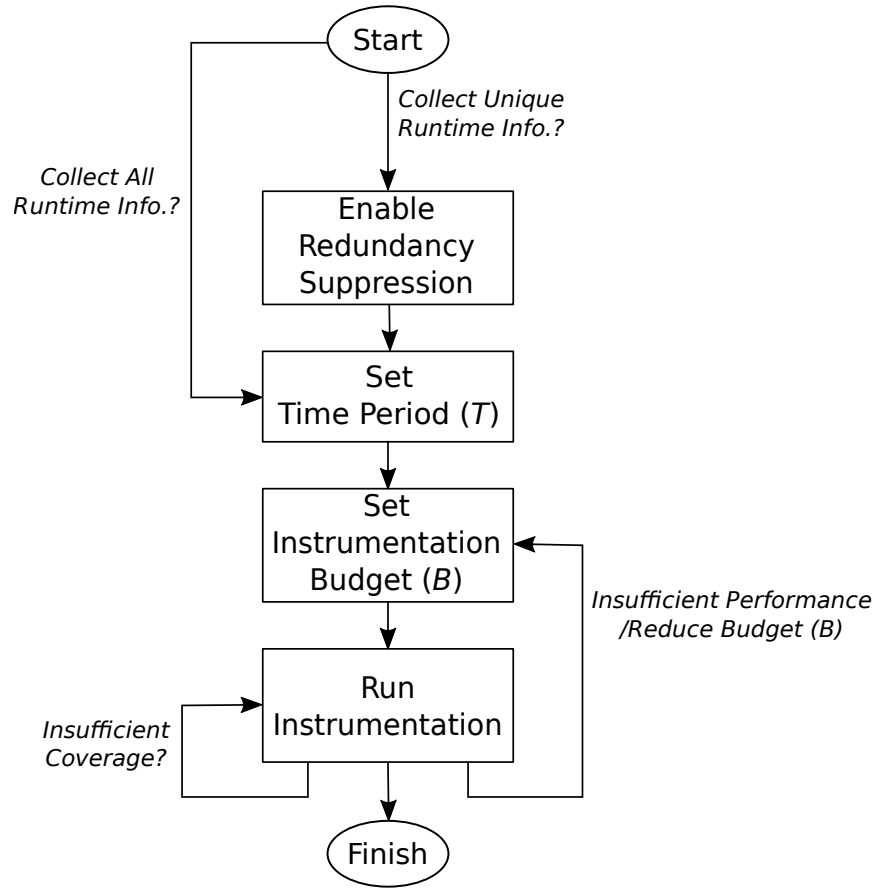 Start
Collect Unique
Runtime Info.?
Collect All
Runtime Info.?
Enable
Redundancy
Suppression
Set
Time Period (T)
Set
Instrumentation
Budget (B)
Insufficient Performance
/Reduce Budget (B)
Run
Instrumentation
Insufficient
Coverage?
Finish